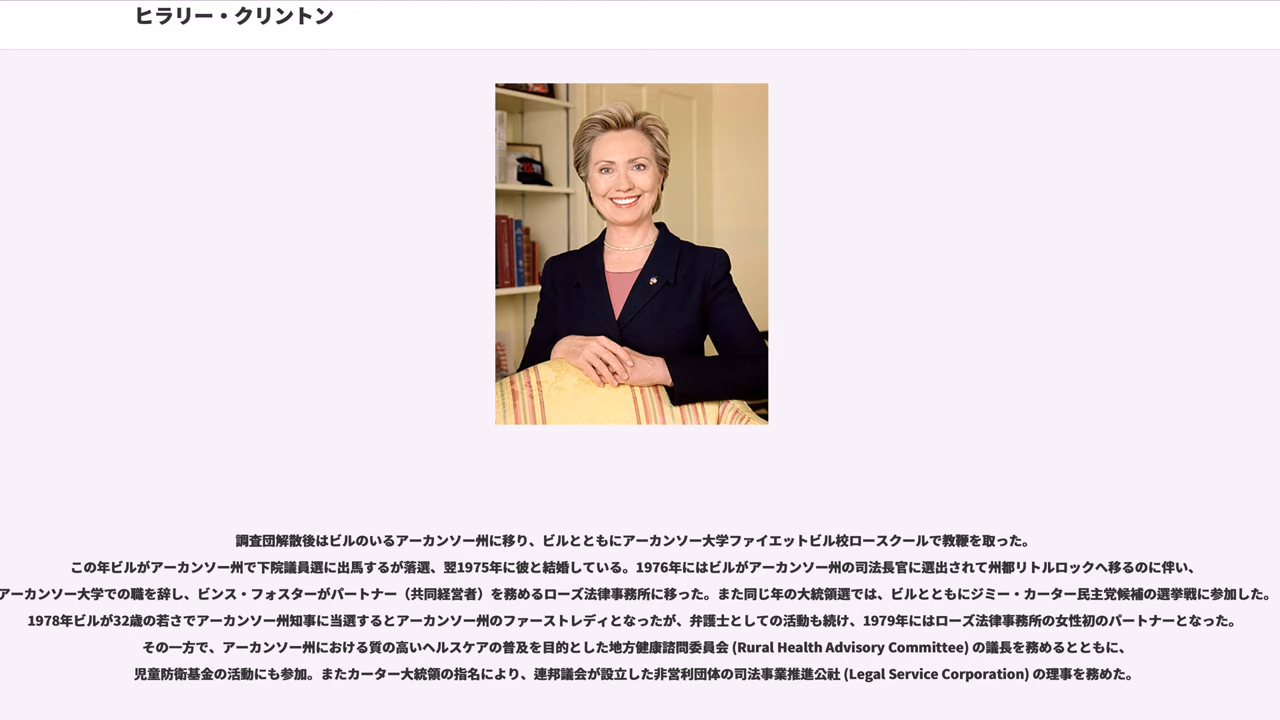 ヒラリー・クリントン
調査団解散後はビルのいるアーカンソー州に移り、ビルとともにアーカンソー大学ファイエットビル校ロースクールで教鞭を取った。
この年ビルがアーカンソー州で下院議員選に出馬するが落選、翌1975年に彼と結婚している。1976年にはビルがアーカンソー州の司法長官に選出されて州都リトルロックへ移るのに伴い、
アーカンソー大学での職を辞し、ビンス・フォスターがパートナー（共同経営者）を務めるローズ法律事務所に移った。また同じ年の大統領選では、ビルとともにジミー・カーター民主党候補の選挙戦に参加した。
1978年ビルが32歳の若さでアーカンソー州知事に当選するとアーカンソー州のファーストレディとなったが、弁護士としての活動も続け、1979年にはローズ法律事務所の女性初のパートナーとなった。
その一方で、アーカンソー州における質の高いヘルスケアの普及を目的とした地方健康諮問委員会 (Rural Health Advisory Committee) の議長を務めるとともに、
児童防衛基金の活動にも参加。またカーター大統領の指名により、連邦議会が設立した非営利団体の司法事業推進公社 (Legal Service Corporation) の理事を務めた。